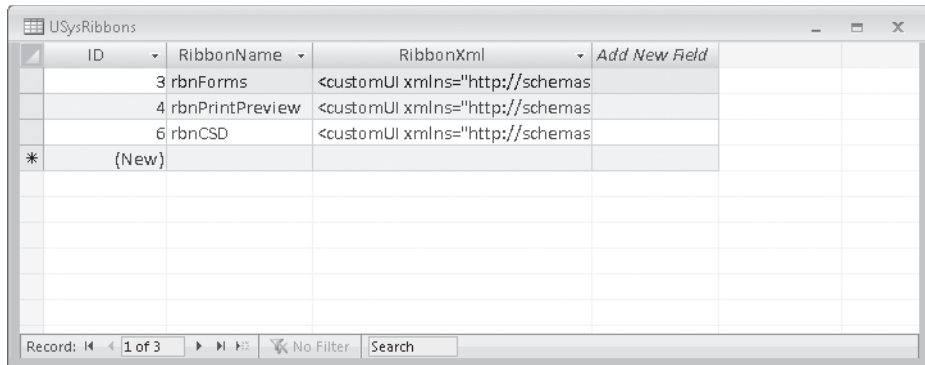 USysRibbons
ID RibbonName RibbonXml Add New Field
3 rbnForms <customUI xmlns="http://schemas
4 rbnPrintPreview <customUI xmlns="http://schemas
6 rbnCSD <customUI xmlns="http://schemas
* (New)
Record: 1 of 3 No Filter Search